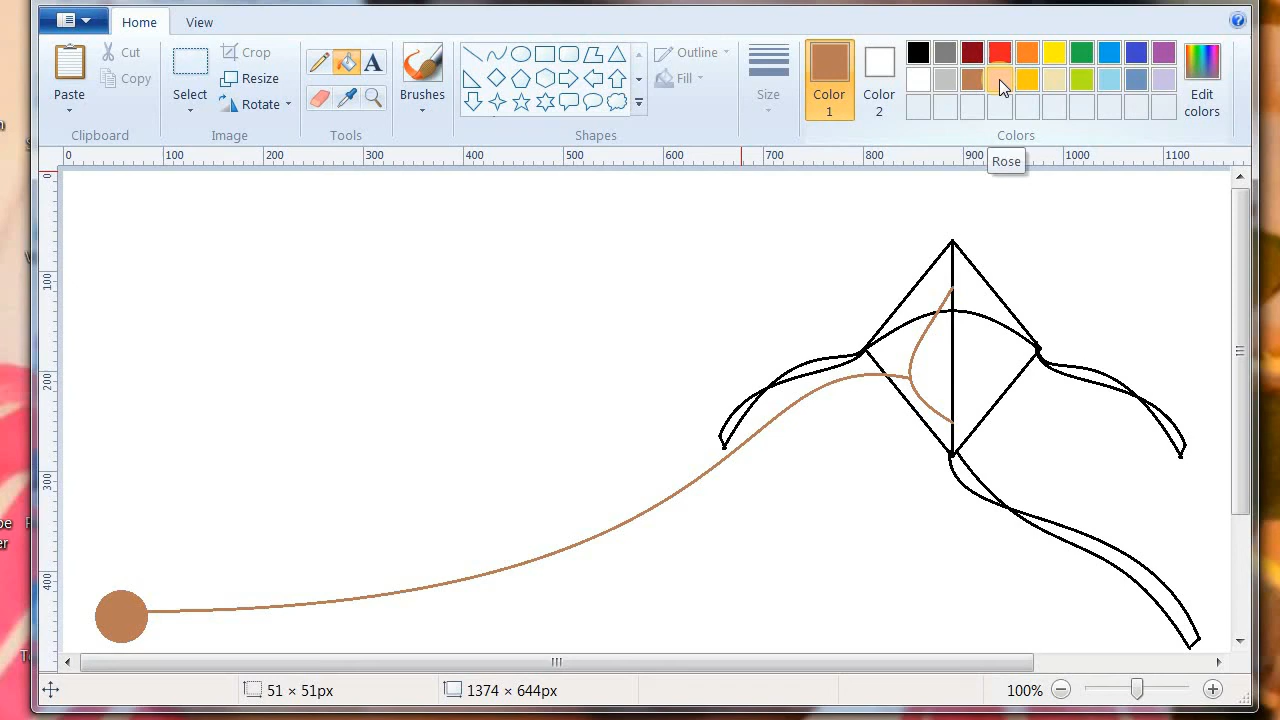 Home View
Cut
Copy
Paste
Clipboard
Select
Crop
Resize
Rotate
Image
A
Tools
Brushes
Shapes
Outline
Fill
Size
Color 1
Color 2
Edit colors
Colors
Rose
0 100 200 300 400 500 600 700 800 900 1000 1100
0
100
200
300
400
51 × 51px
1374 × 644px
100%